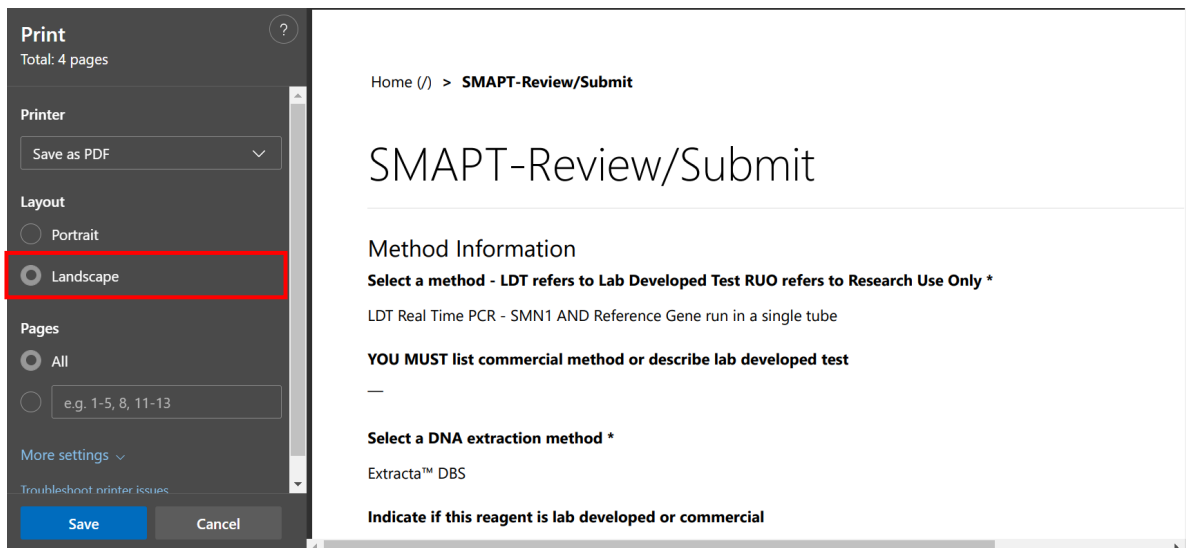 Print
?
Total: 4 pages
Printer
Save as PDF
Layout
Portrait
Landscape
Pages
All
e.g. 1-5, 8, 11-13
More settings
Troubleshoot printer issues
Save Cancel
Home (/) > SMAPT-Review/Submit
SMAPT-Review/Submit
Method Information
Select a method - LDT refers to Lab Developed Test RUO refers to Research Use Only *
LDT Real Time PCR - SMN1 AND Reference Gene run in a single tube
YOU MUST list commercial method or describe lab developed test
—
Select a DNA extraction method *
Extracta™ DBS
Indicate if this reagent is lab developed or commercial